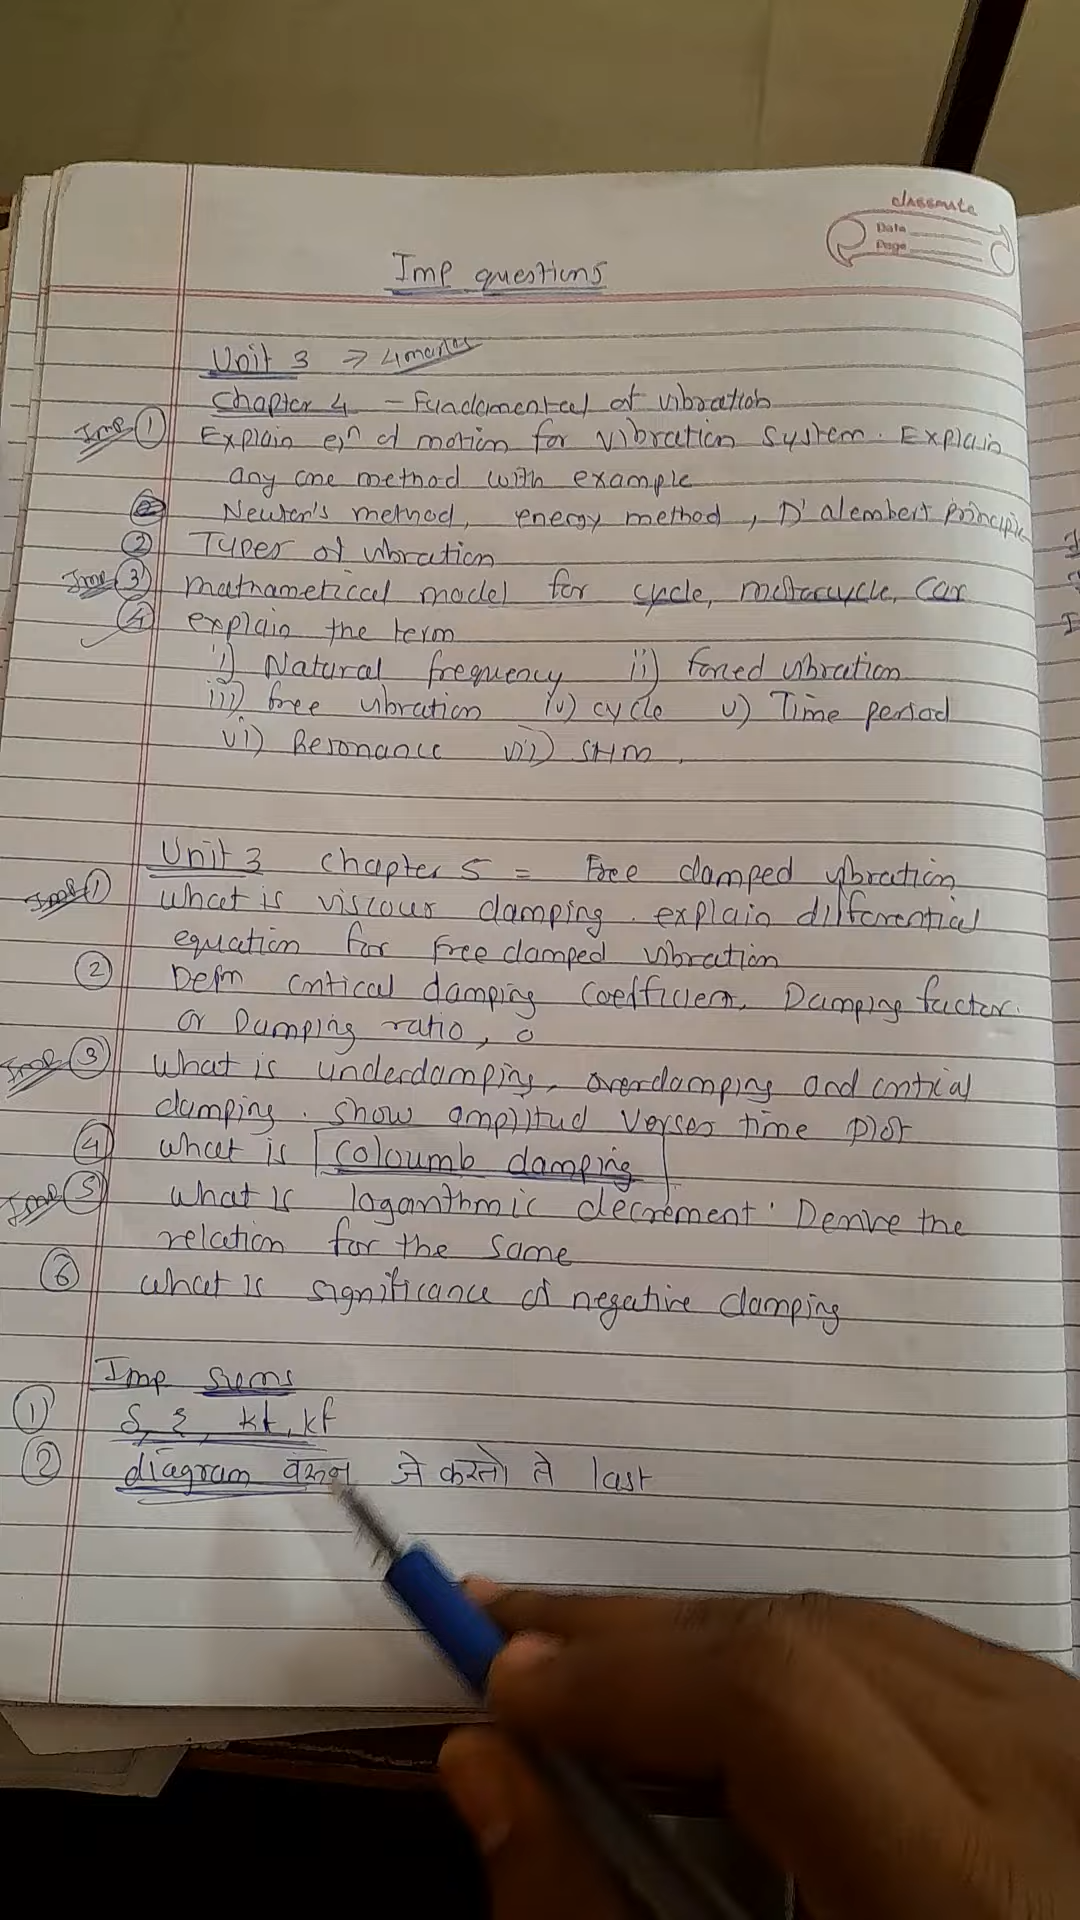 classmate
Date
Page
Imp questions
Unit 3 → 4 marks
Chapter 4 - Fundamental of vibration
Imp ① Explain eqn of motion for vibration system. Explain
any one method with example
Newton's method, energy method, D'alembert principle
② Types of vibration
Imp ③ mathametical model for cycle, motorcycle, Car
④ explain the term
i) Natural frequency ii) forced vibration
iii) free vibration iv) cycle v) Time period
vi) Resonance vii) SHM.
Unit 3 chapter 5 = Free damped vibration
Imp ① What is viscous damping. explain differential
equation for Free damped vibration
② Defn critical damping coefficient, Damping factor.
or Damping ratio,
Imp ③ What is underdamping, overdamping and critical
damping. show amplitud verses time plot
④ what is Coloumb damping
Imp ⑤ What is logarithmic decrement. Derive the
relation for the same
⑥ what is significance of negative damping
Imp sums
① δ, ξ, kt, kf
② diagram वरून जे करतो ते last